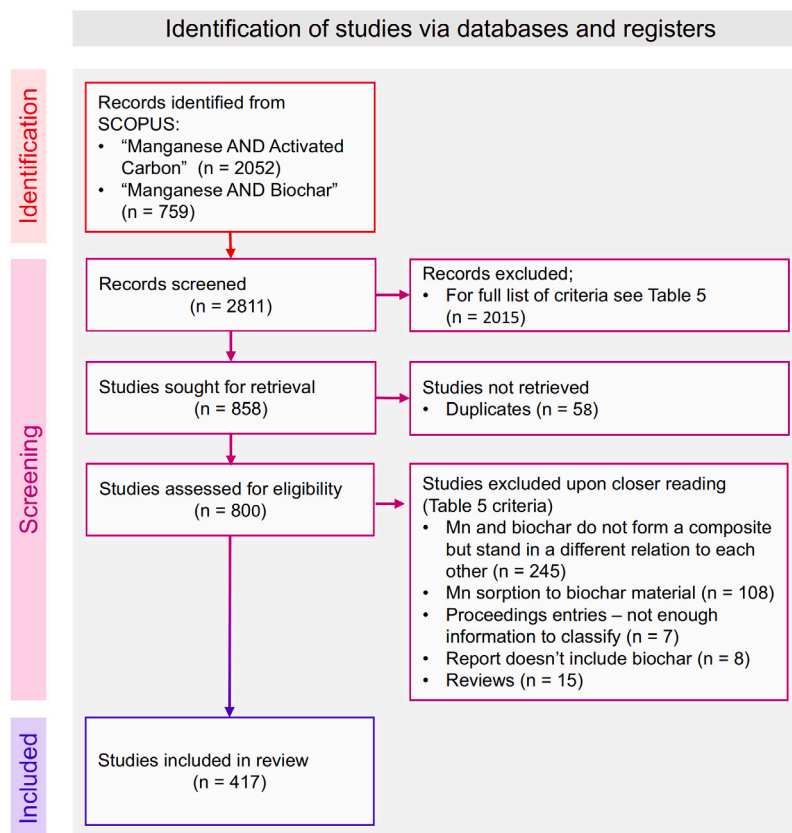 Identification of studies via databases and registers
Identification
Records identified from
SCOPUS:
• “Manganese AND Activated
Carbon” (n = 2052)
• “Manganese AND Biochar”
(n = 759)
Screening
Records screened
(n = 2811)
Records excluded;
• For full list of criteria see Table 5
(n = 2015)
Studies sought for retrieval
(n = 858)
Studies not retrieved
• Duplicates (n = 58)
Studies assessed for eligibility
(n = 800)
Studies excluded upon closer reading
(Table 5 criteria)
• Mn and biochar do not form a composite
but stand in a different relation to each
other (n = 245)
• Mn sorption to biochar material (n = 108)
• Proceedings entries – not enough
information to classify (n = 7)
• Report doesn’t include biochar (n = 8)
• Reviews (n = 15)
Included
Studies included in review
(n = 417)